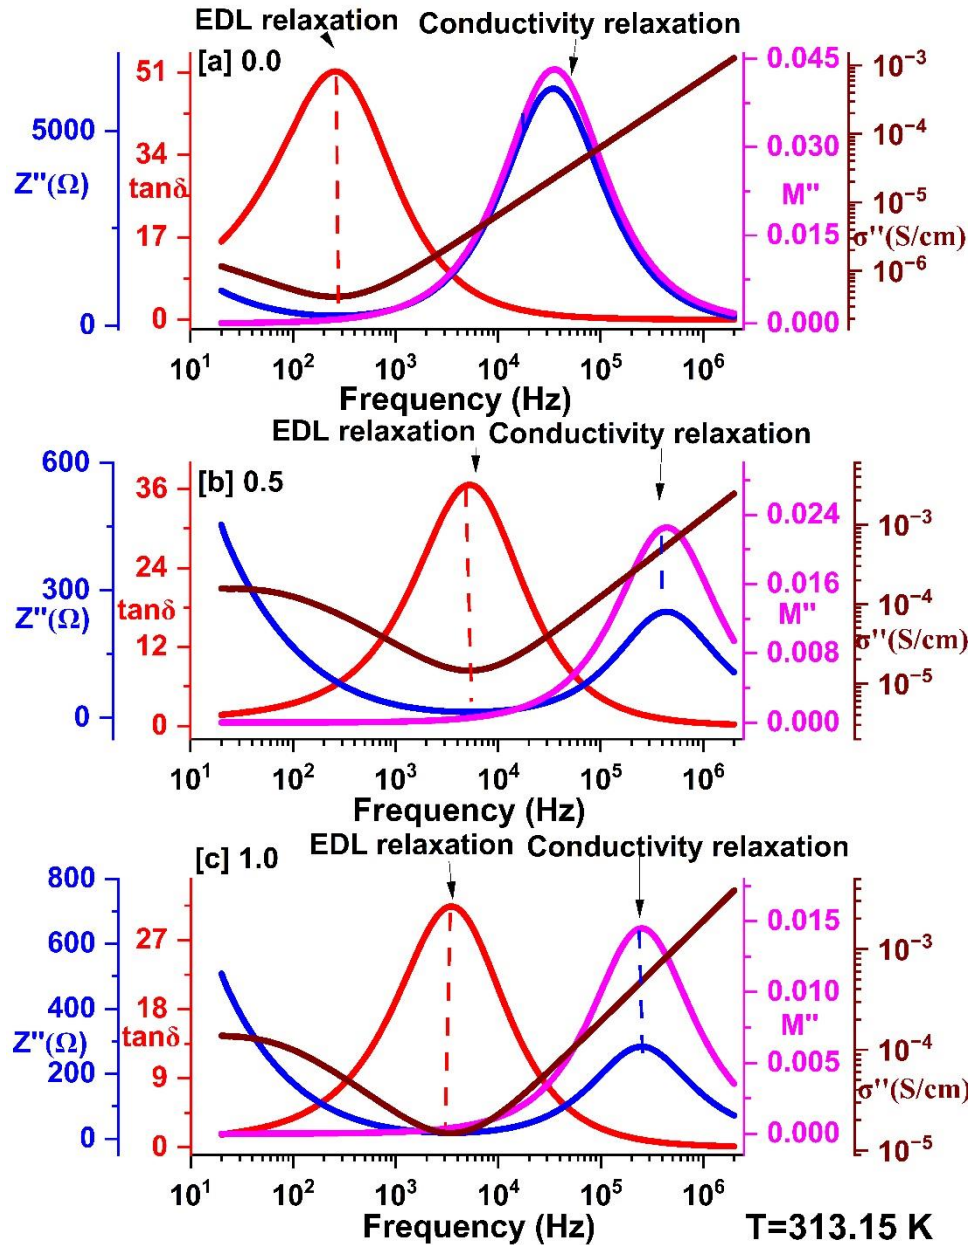 EDL relaxation Conductivity relaxation
[a] 0.0
5000
0
Z"(Ω)
51
34
17
0
tanδ
0.045
0.030
0.015
0.000
M"
10⁻³
10⁻⁴
10⁻⁵
10⁻⁶
σ"(S/cm)
10¹ 10² 10³ 10⁴ 10⁵ 10⁶
Frequency (Hz)
EDL relaxation Conductivity relaxation
[b] 0.5
600
300
0
Z"(Ω)
36
24
12
0
tanδ
0.024
0.016
0.008
0.000
M"
10⁻³
10⁻⁴
10⁻⁵
σ"(S/cm)
10¹ 10² 10³ 10⁴ 10⁵ 10⁶
Frequency (Hz)
EDL relaxation Conductivity relaxation
[c] 1.0
800
600
400
200
0
Z"(Ω)
27
18
9
0
tanδ
0.015
0.010
0.005
0.000
M"
10⁻³
10⁻⁴
10⁻⁵
σ"(S/cm)
10¹ 10² 10³ 10⁴ 10⁵ 10⁶
Frequency (Hz)
T=313.15 K